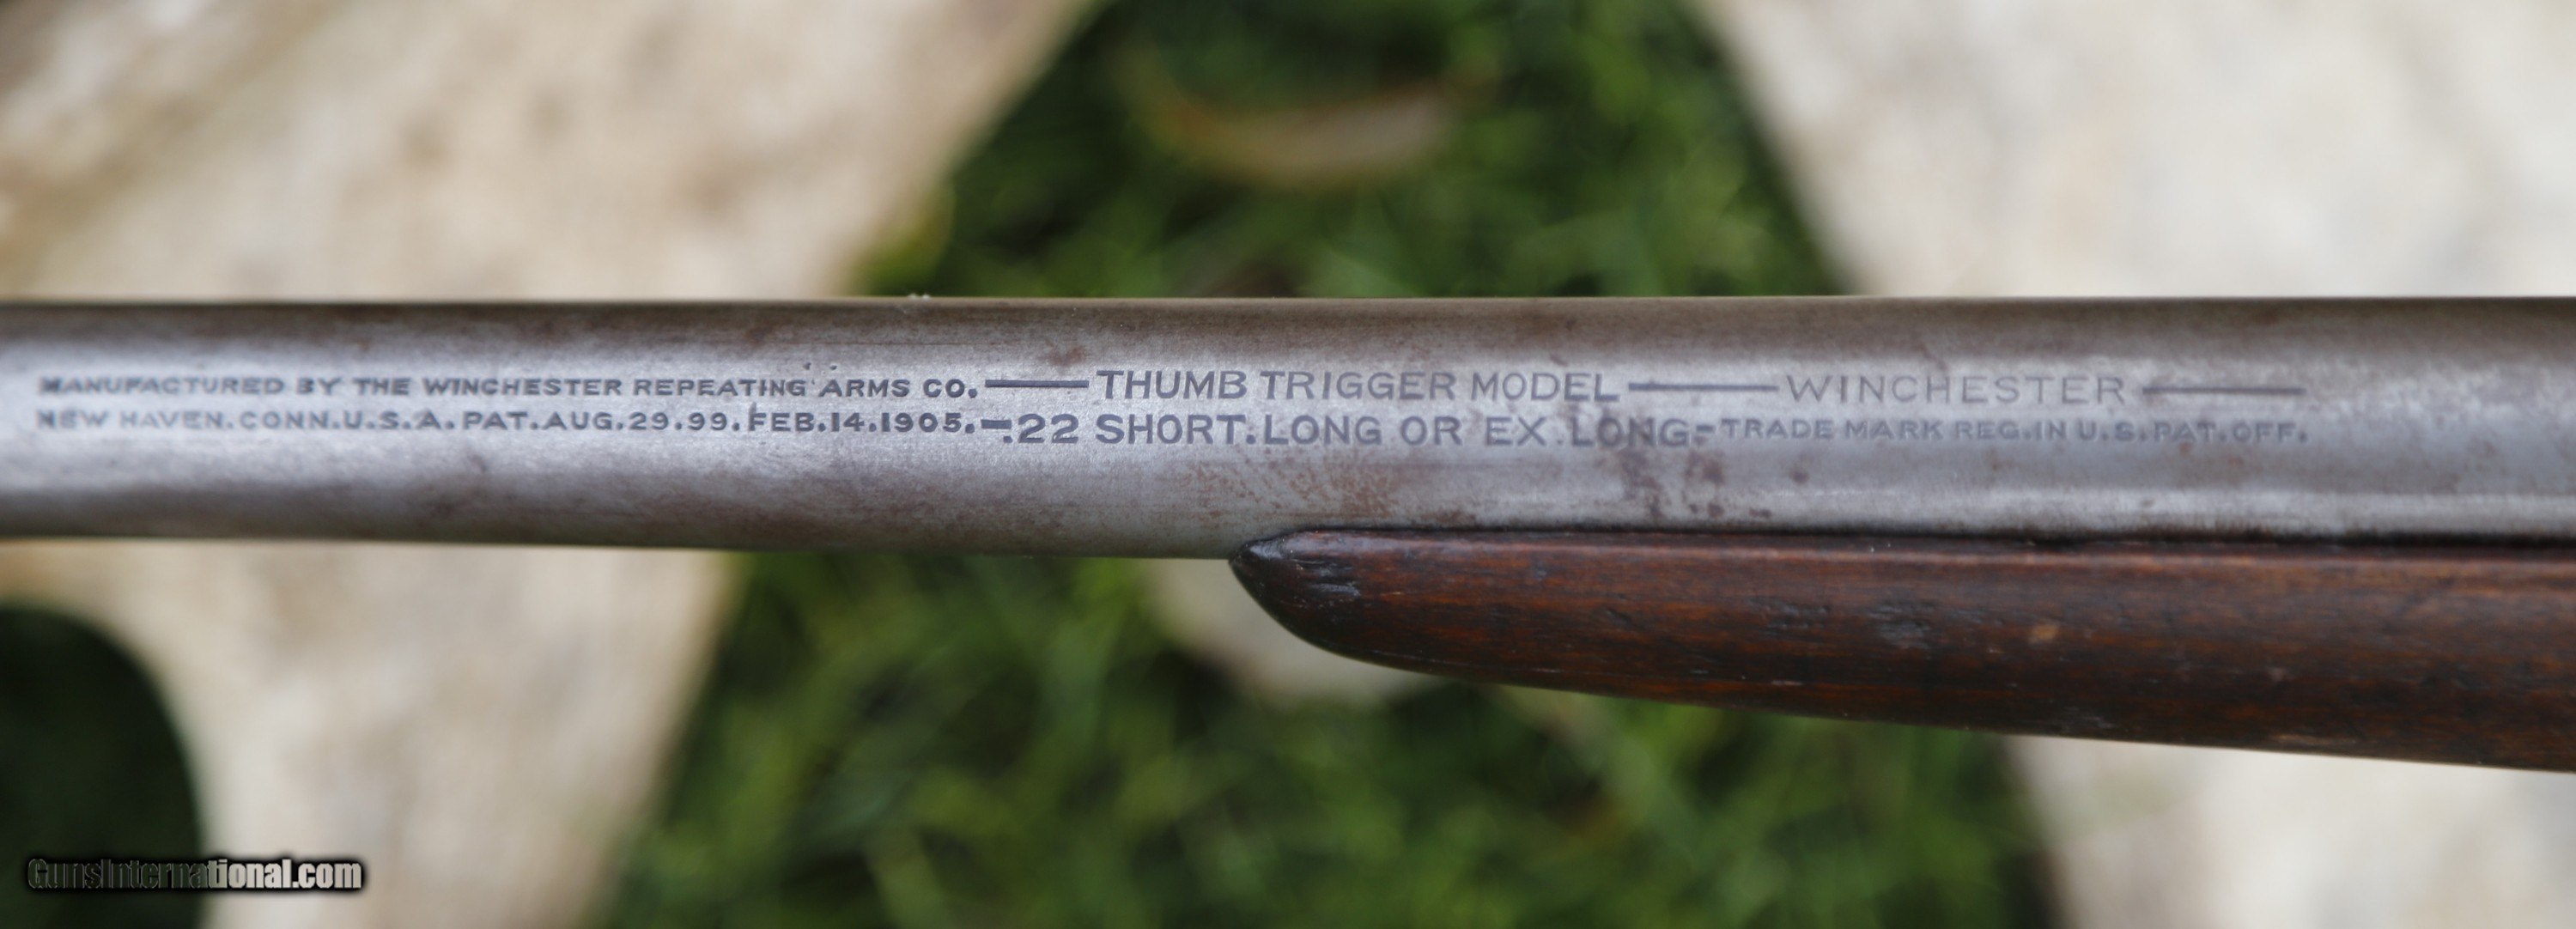 MANUFACTURED BY THE WINCHESTER REPEATING ARMS CO.—THUMB TRIGGER MODEL—WINCHESTER—
NEW HAVEN.CONN.U.S.A.PAT.AUG.29.99.FEB.14.1905.-.22 SHORT.LONG OR EX.LONG-TRADE MARK REG.IN U.S.PAT.OFF.
GunsInternational.com